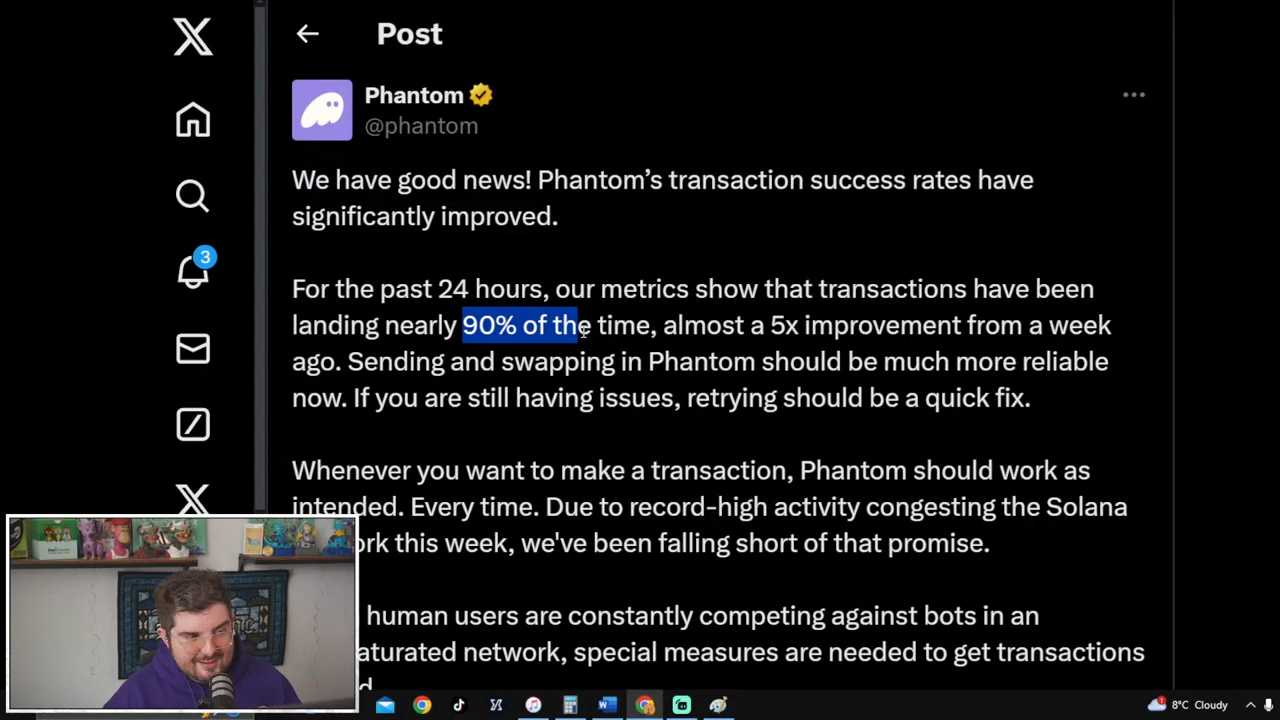 Post
Phantom
@phantom
We have good news! Phantom’s transaction success rates have
significantly improved.
For the past 24 hours, our metrics show that transactions have been
landing nearly 90% of the time, almost a 5x improvement from a week
ago. Sending and swapping in Phantom should be much more reliable
now. If you are still having issues, retrying should be a quick fix.
Whenever you want to make a transaction, Phantom should work as
intended. Every time. Due to record-high activity congesting the Solana
ork this week, we've been falling short of that promise.
human users are constantly competing against bots in an
aturated network, special measures are needed to get transactions
3
8°C Cloudy